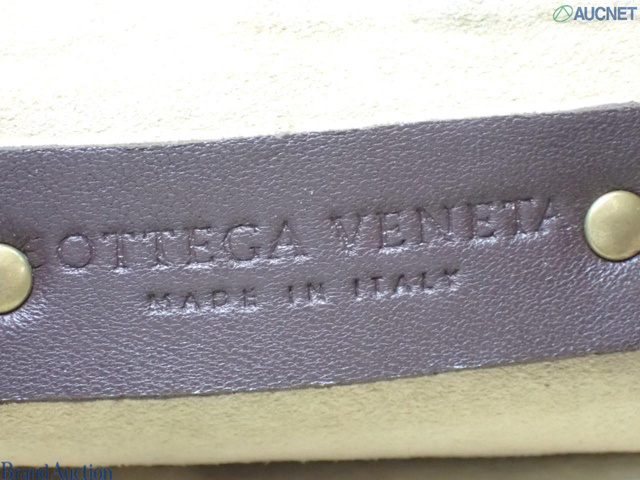 AUCNET
BOTTEGA VENETA
MADE IN ITALY
Brand Auction